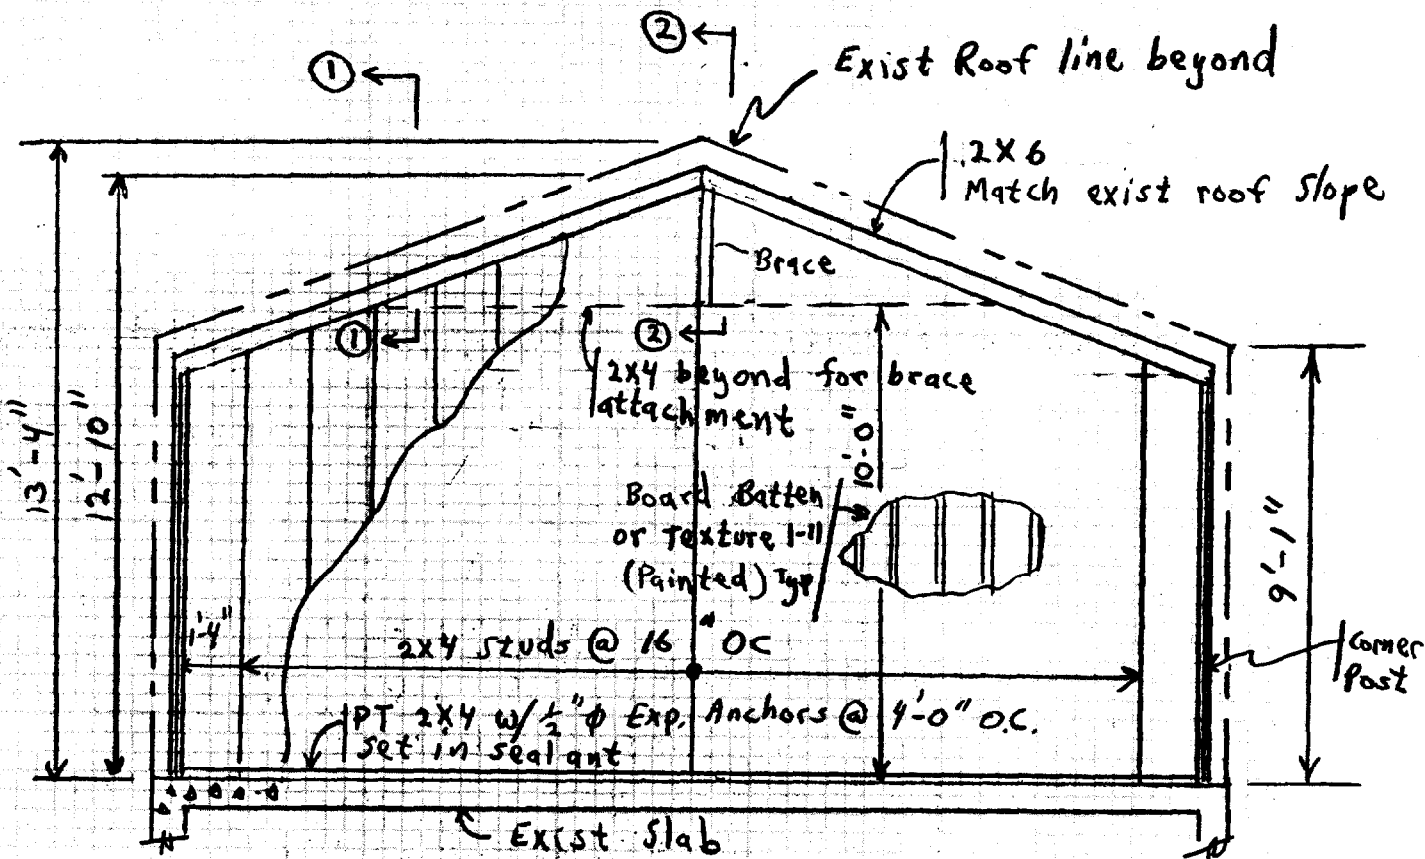 2
1
Exist Roof line beyond
2X6
Match exist roof slope
Brace
1
2
2X4 beyond for brace
attachment
13'-4"
12'-10"
10'-0"
9'-1"
Board Batten
or Texture 1-11
(Painted) Typ
1'-4"
2X4 studs @ 16" OC
Corner
Post
PT 2X4 w/ 1/2"φ Exp. Anchors @ 4'-0" O.C.
set in sealant
Exist Slab